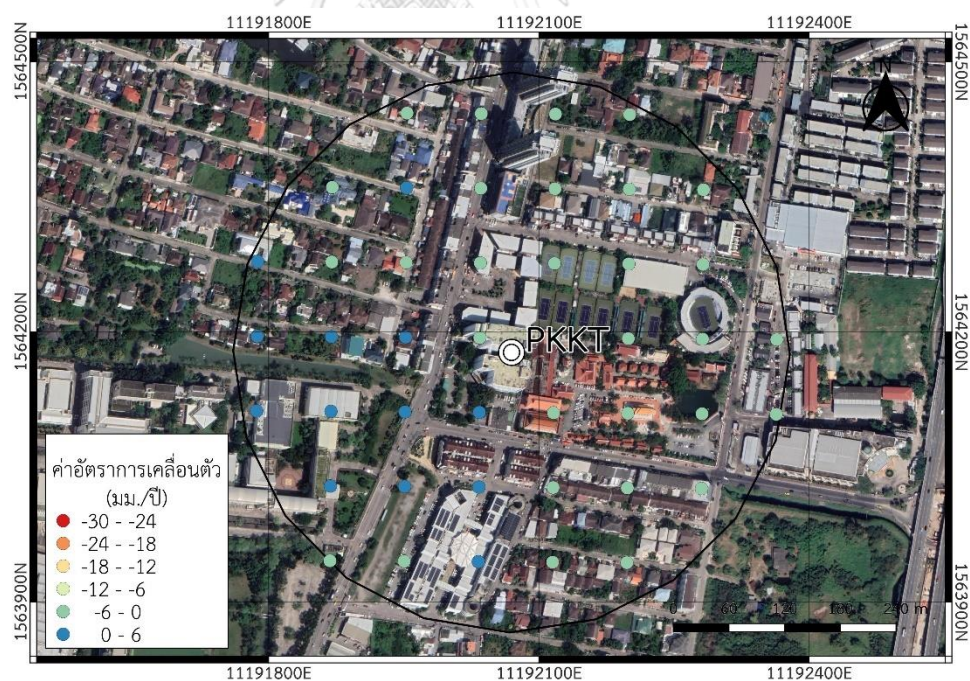 11191800E 11192100E 11192400E
1564500N 1564500N
N
1564200N 1564200N
PKKT
ค่าอัตราการเคลื่อนตัว
(มม./ปี)
-30 - -24
-24 - -18
-18 - -12
-12 - -6
-6 - 0
0 - 6
0 60 120 180 240 m
1563900N 1563900N
11191800E 11192100E 11192400E